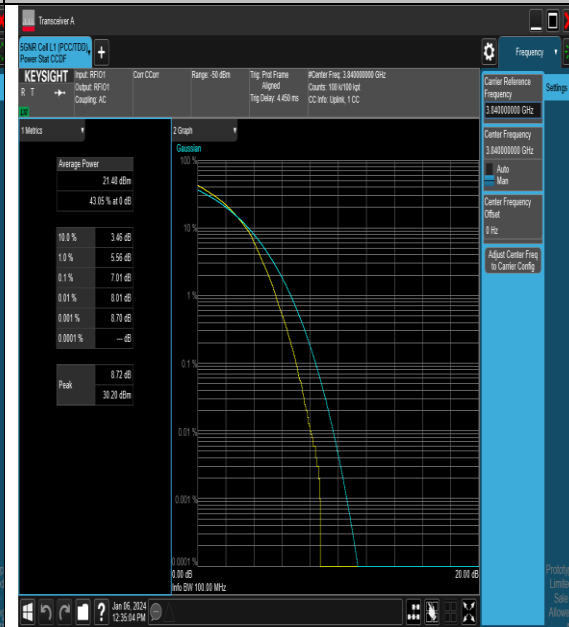 Transceiver A
5GNR Cell L1 (PCC/TDD),
Power Stat CCDF
+
Frequency
KEYSIGHT
R T
LW
Input: RFIO1
Output: RFIO1
Coupling: AC
Corr CCorr
Range: -50 dBm
Trig: Prot Frame
Aligned
Trig Delay: 4.450 ms
#Center Freq: 3.840000000 GHz
Counts: 100 k/100 kpt
CC Info: Uplink, 1 CC
Carrier Reference
Frequency
3.840000000 GHz
Settings
Center Frequency
3.840000000 GHz
Auto
Man
Center Frequency
Offset
0 Hz
Adjust Center Freq
to Carrier Config
1 Metrics
Average Power
21.48 dBm
43.05 % at 0 dB
10.0 % 3.46 dB
1.0 % 5.56 dB
0.1 % 7.01 dB
0.01 % 8.01 dB
0.001 % 8.70 dB
0.0001 % --- dB
Peak
8.72 dB
30.20 dBm
2 Graph
Gaussian
100 %
10 %
1 %
0.1 %
0.01 %
0.001 %
0.0001 %
0.00 dB
20.00 dB
Info BW 100.00 MHz
?
Jan 06, 2024
12:35:04 PM